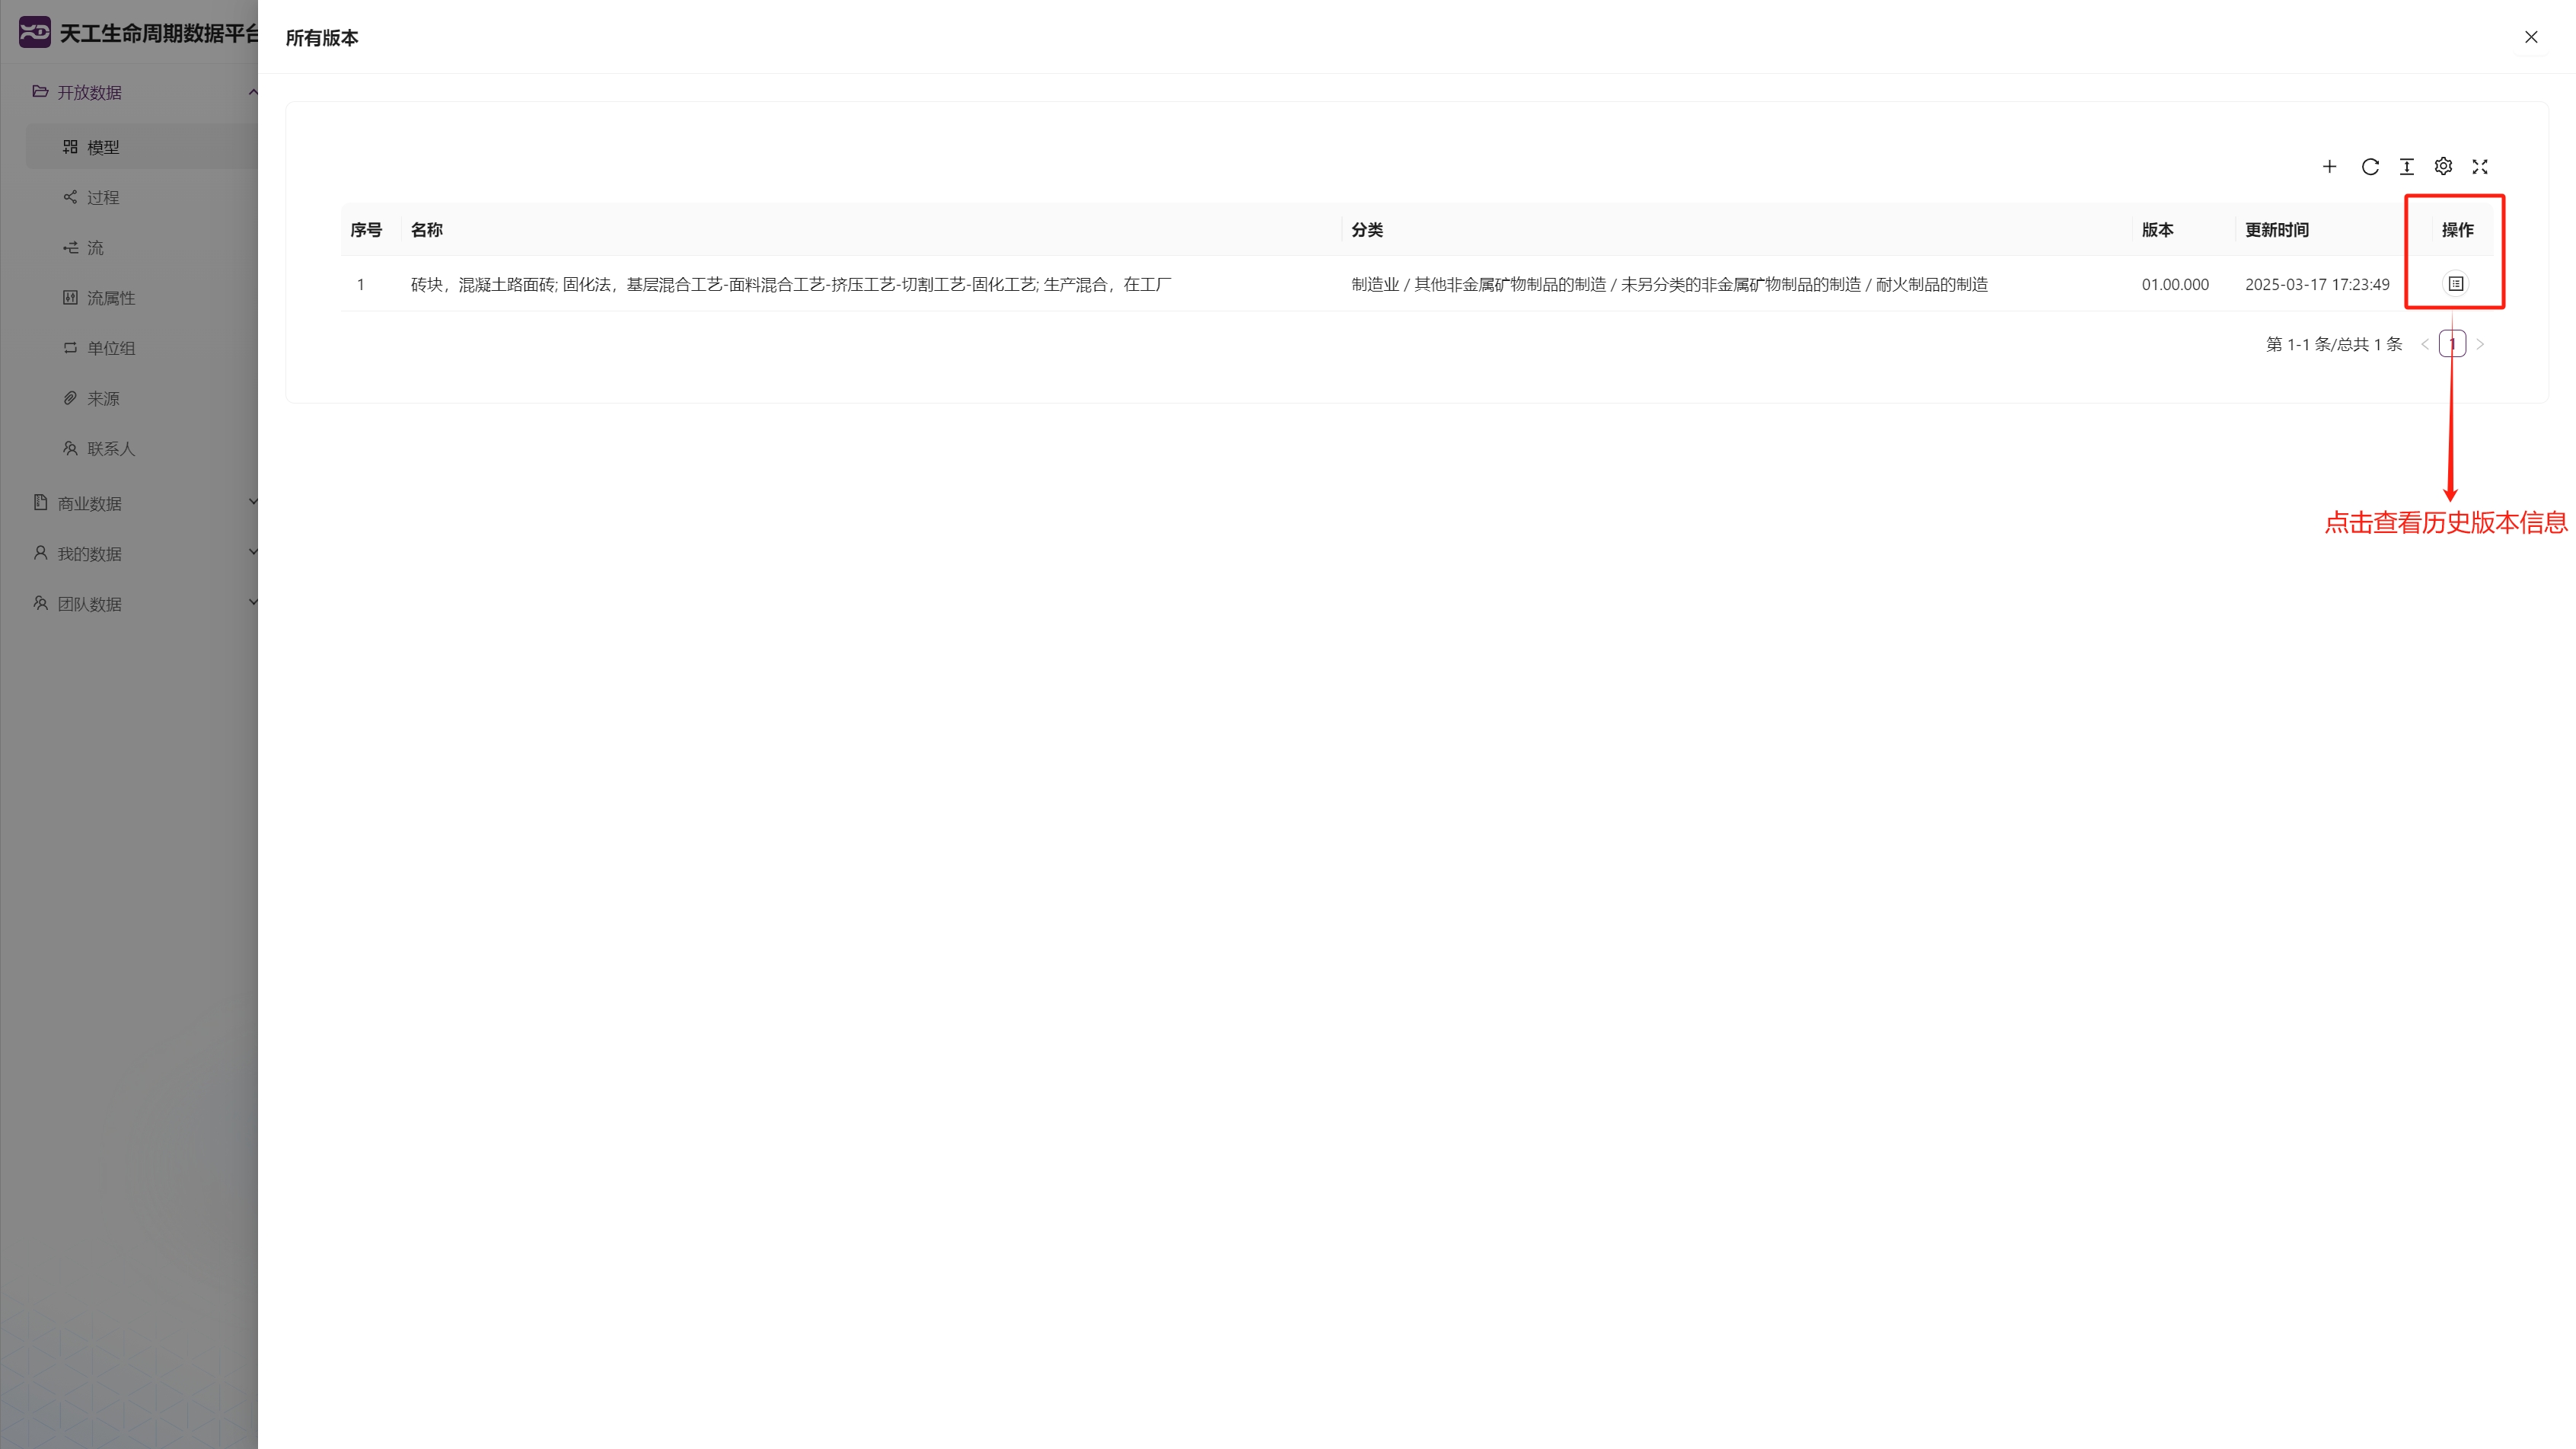 天工生命周期数据平台
所有版本
开放数据
模型
过程
流
流属性
单位组
来源
联系人
商业数据
我的数据
团队数据
序号 名称 分类 版本 更新时间 操作
1 砖块，混凝土路面砖; 固化法，基层混合工艺-面料混合工艺-挤压工艺-切割工艺-固化工艺; 生产混合，在工厂 制造业 / 其他非金属矿物制品的制造 / 未另分类的非金属矿物制品的制造 / 耐火制品的制造 01.00.000 2025-03-17 17:23:49
第 1-1 条/总共 1 条 < 1 >
点击查看历史版本信息